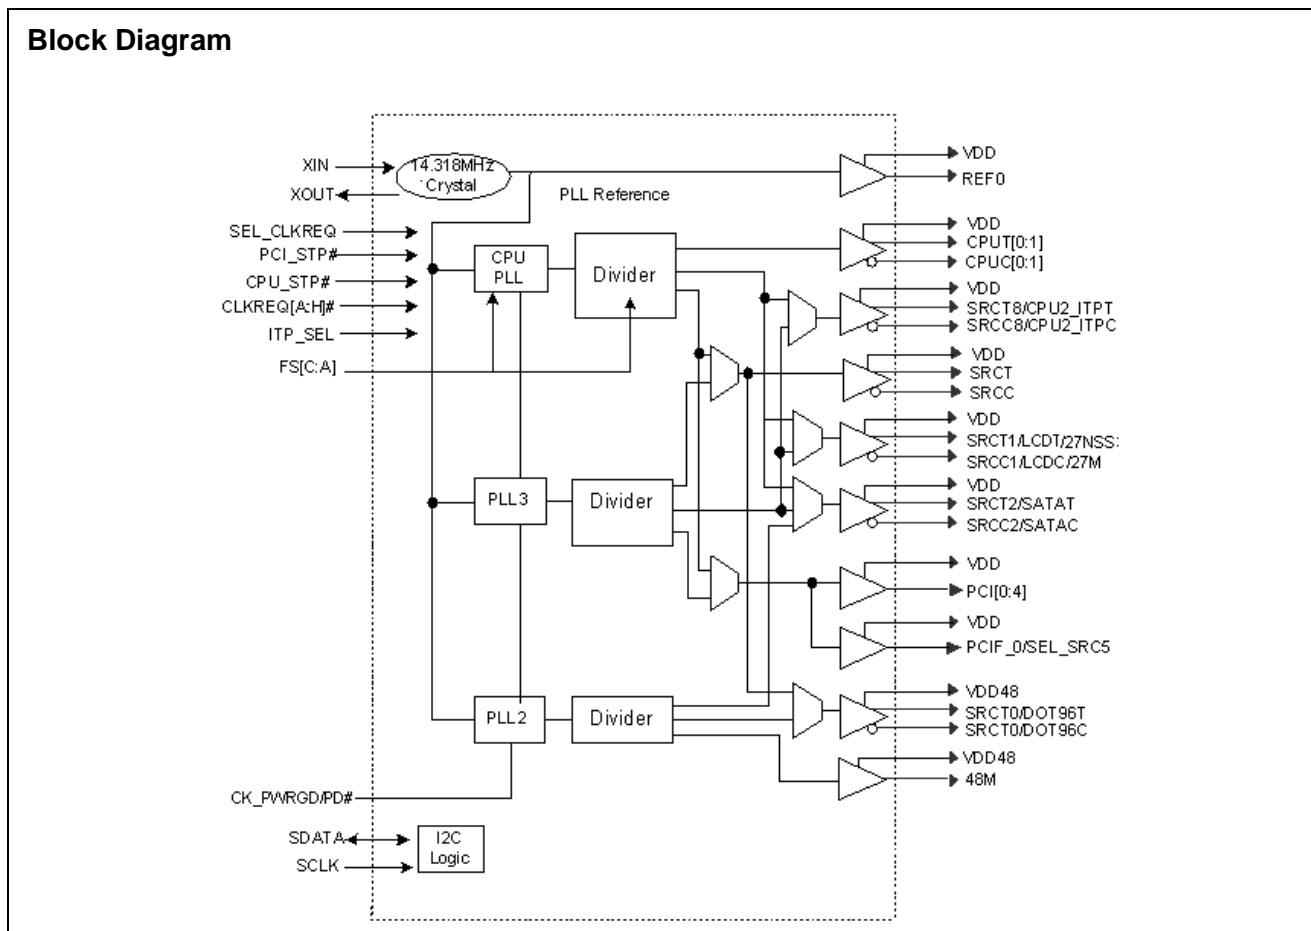 Block Diagram
XIN
XOUT
14.318MHz
Crystal
PLL Reference
VDD
REF0
SEL_CLKREQ
PCI_STP#
CPU_STP#
CLKREQ[A:H]#
ITP_SEL
FS[C:A]
CPU
PLL
Divider
VDD
CPUT[0:1]
CPUC[0:1]
VDD
SRCT8/CPU2_ITPT
SRCC8/CPU2_ITPC
VDD
SRCT
SRCC
VDD
SRCT1/LCDT/27NSS:
SRCC1/LCDC/27M
PLL3
Divider
VDD
SRCT2/SATAT
SRCC2/SATAC
VDD
PCI[0:4]
VDD
PCIF_0/SEL_SRC5
PLL2
Divider
VDD48
SRCT0/DOT96T
SRCT0/DOT96C
VDD48
48M
CK_PWRGD/PD#
SDATA
SCLK
I2C
Logic